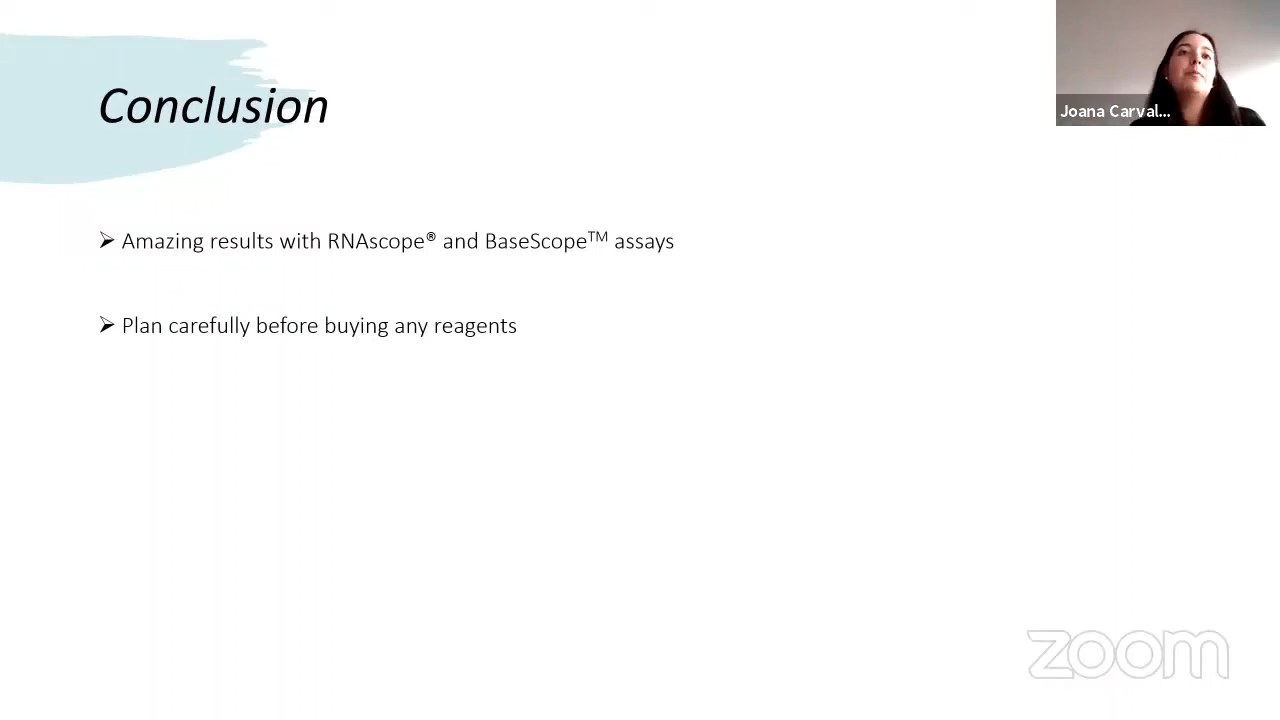 Conclusion
Joana Carval...
➢ Amazing results with RNAscope® and BaseScope™ assays
➢ Plan carefully before buying any reagents
zoom